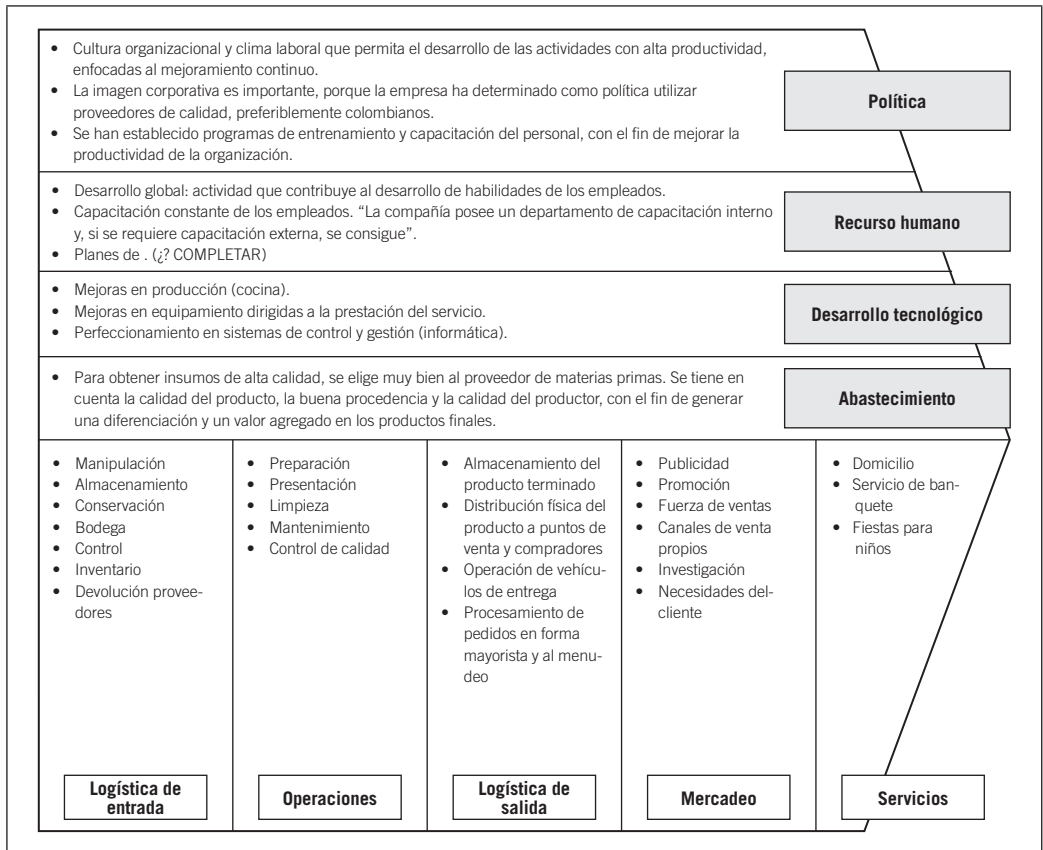 • Cultura organizacional y clima laboral que permita el desarrollo de las actividades con alta productividad,
enfocadas al mejoramiento continuo.
• La imagen corporativa es importante, porque la empresa ha determinado como política utilizar
proveedores de calidad, preferiblemente colombianos.
• Se han establecido programas de entrenamiento y capacitación del personal, con el fin de mejorar la
productividad de la organización.
Política
• Desarrollo global: actividad que contribuye al desarrollo de habilidades de los empleados.
• Capacitación constante de los empleados. “La compañía posee un departamento de capacitación interno
y, si se requiere capacitación externa, se consigue”.
• Planes de . (¿? COMPLETAR)
Recurso humano
• Mejoras en producción (cocina).
• Mejoras en equipamiento dirigidas a la prestación del servicio.
• Perfeccionamiento en sistemas de control y gestión (informática).
Desarrollo tecnológico
• Para obtener insumos de alta calidad, se elige muy bien al proveedor de materias primas. Se tiene en
cuenta la calidad del producto, la buena procedencia y la calidad del productor, con el fin de generar
una diferenciación y un valor agregado en los productos finales.
Abastecimiento
• Manipulación
• Almacenamiento
• Conservación
• Bodega
• Control
• Inventario
• Devolución provee-
dores
Logística de
entrada
• Preparación
• Presentación
• Limpieza
• Mantenimiento
• Control de calidad
Operaciones
• Almacenamiento del
producto terminado
• Distribución física del
producto a puntos de
venta y compradores
• Operación de vehícu-
los de entrega
• Procesamiento de
pedidos en forma
mayorista y al menu-
deo
Logística de
salida
• Publicidad
• Promoción
• Fuerza de ventas
• Canales de venta
propios
• Investigación
• Necesidades del-
cliente
Mercadeo
• Domicilio
• Servicio de ban-
quete
• Fiestas para
niños
Servicios